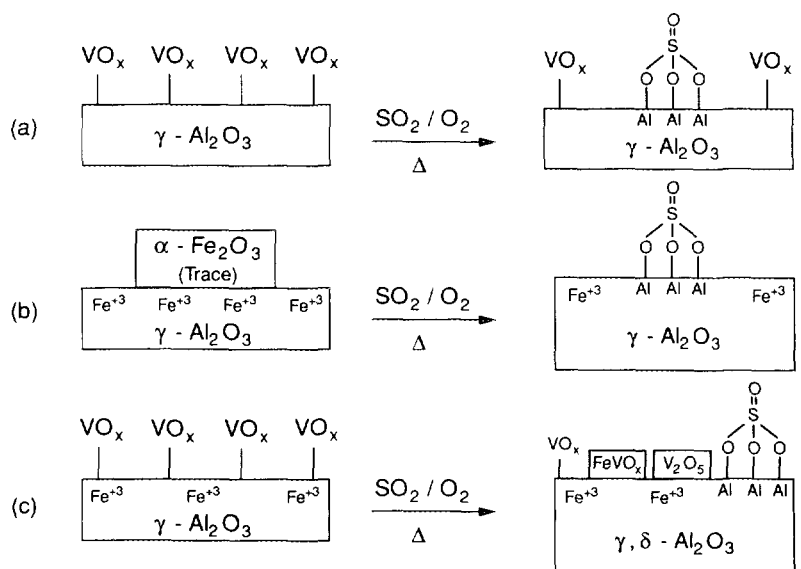 (a)
VOₓ VOₓ VOₓ VOₓ
γ - Al₂O₃
SO₂ / O₂
Δ
O
S
VOₓ O O O VOₓ
Al Al Al
γ - Al₂O₃
(b)
α - Fe₂O₃
(Trace)
Fe⁺³ Fe⁺³ Fe⁺³ Fe⁺³
γ - Al₂O₃
SO₂ / O₂
Δ
O
S
O O O
Fe⁺³ Al Al Al Fe⁺³
γ - Al₂O₃
(c)
VOₓ VOₓ VOₓ VOₓ
Fe⁺³ Fe⁺³ Fe⁺³
γ - Al₂O₃
SO₂ / O₂
Δ
O
S
VOₓ FeVOₓ V₂O₅ O O O
Fe⁺³ Fe⁺³ Al Al Al
γ, δ - Al₂O₃